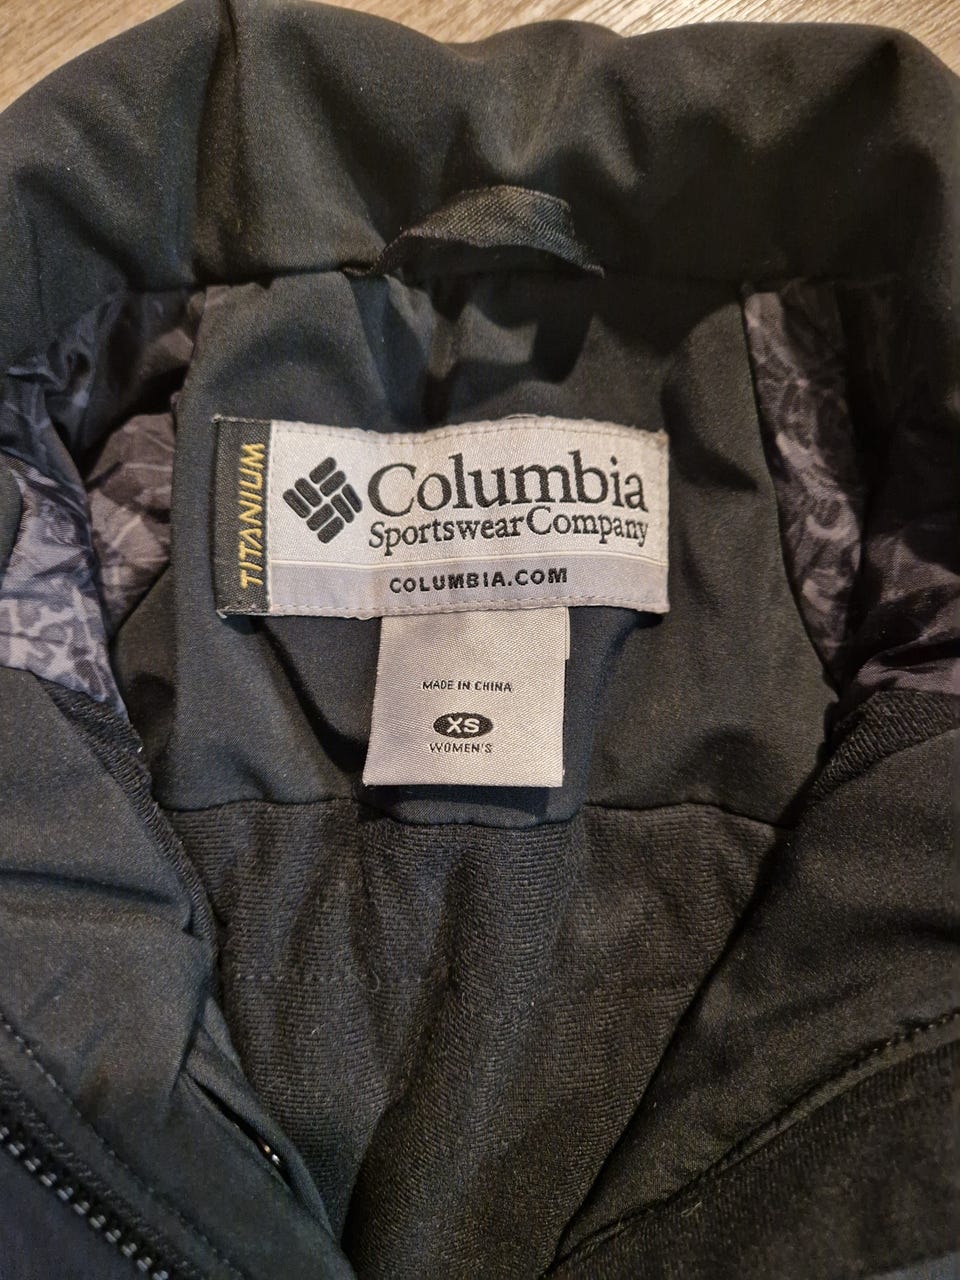 TITANIUM
Columbia
Sportswear Company
COLUMBIA.COM
MADE IN CHINA
XS
WOMEN'S